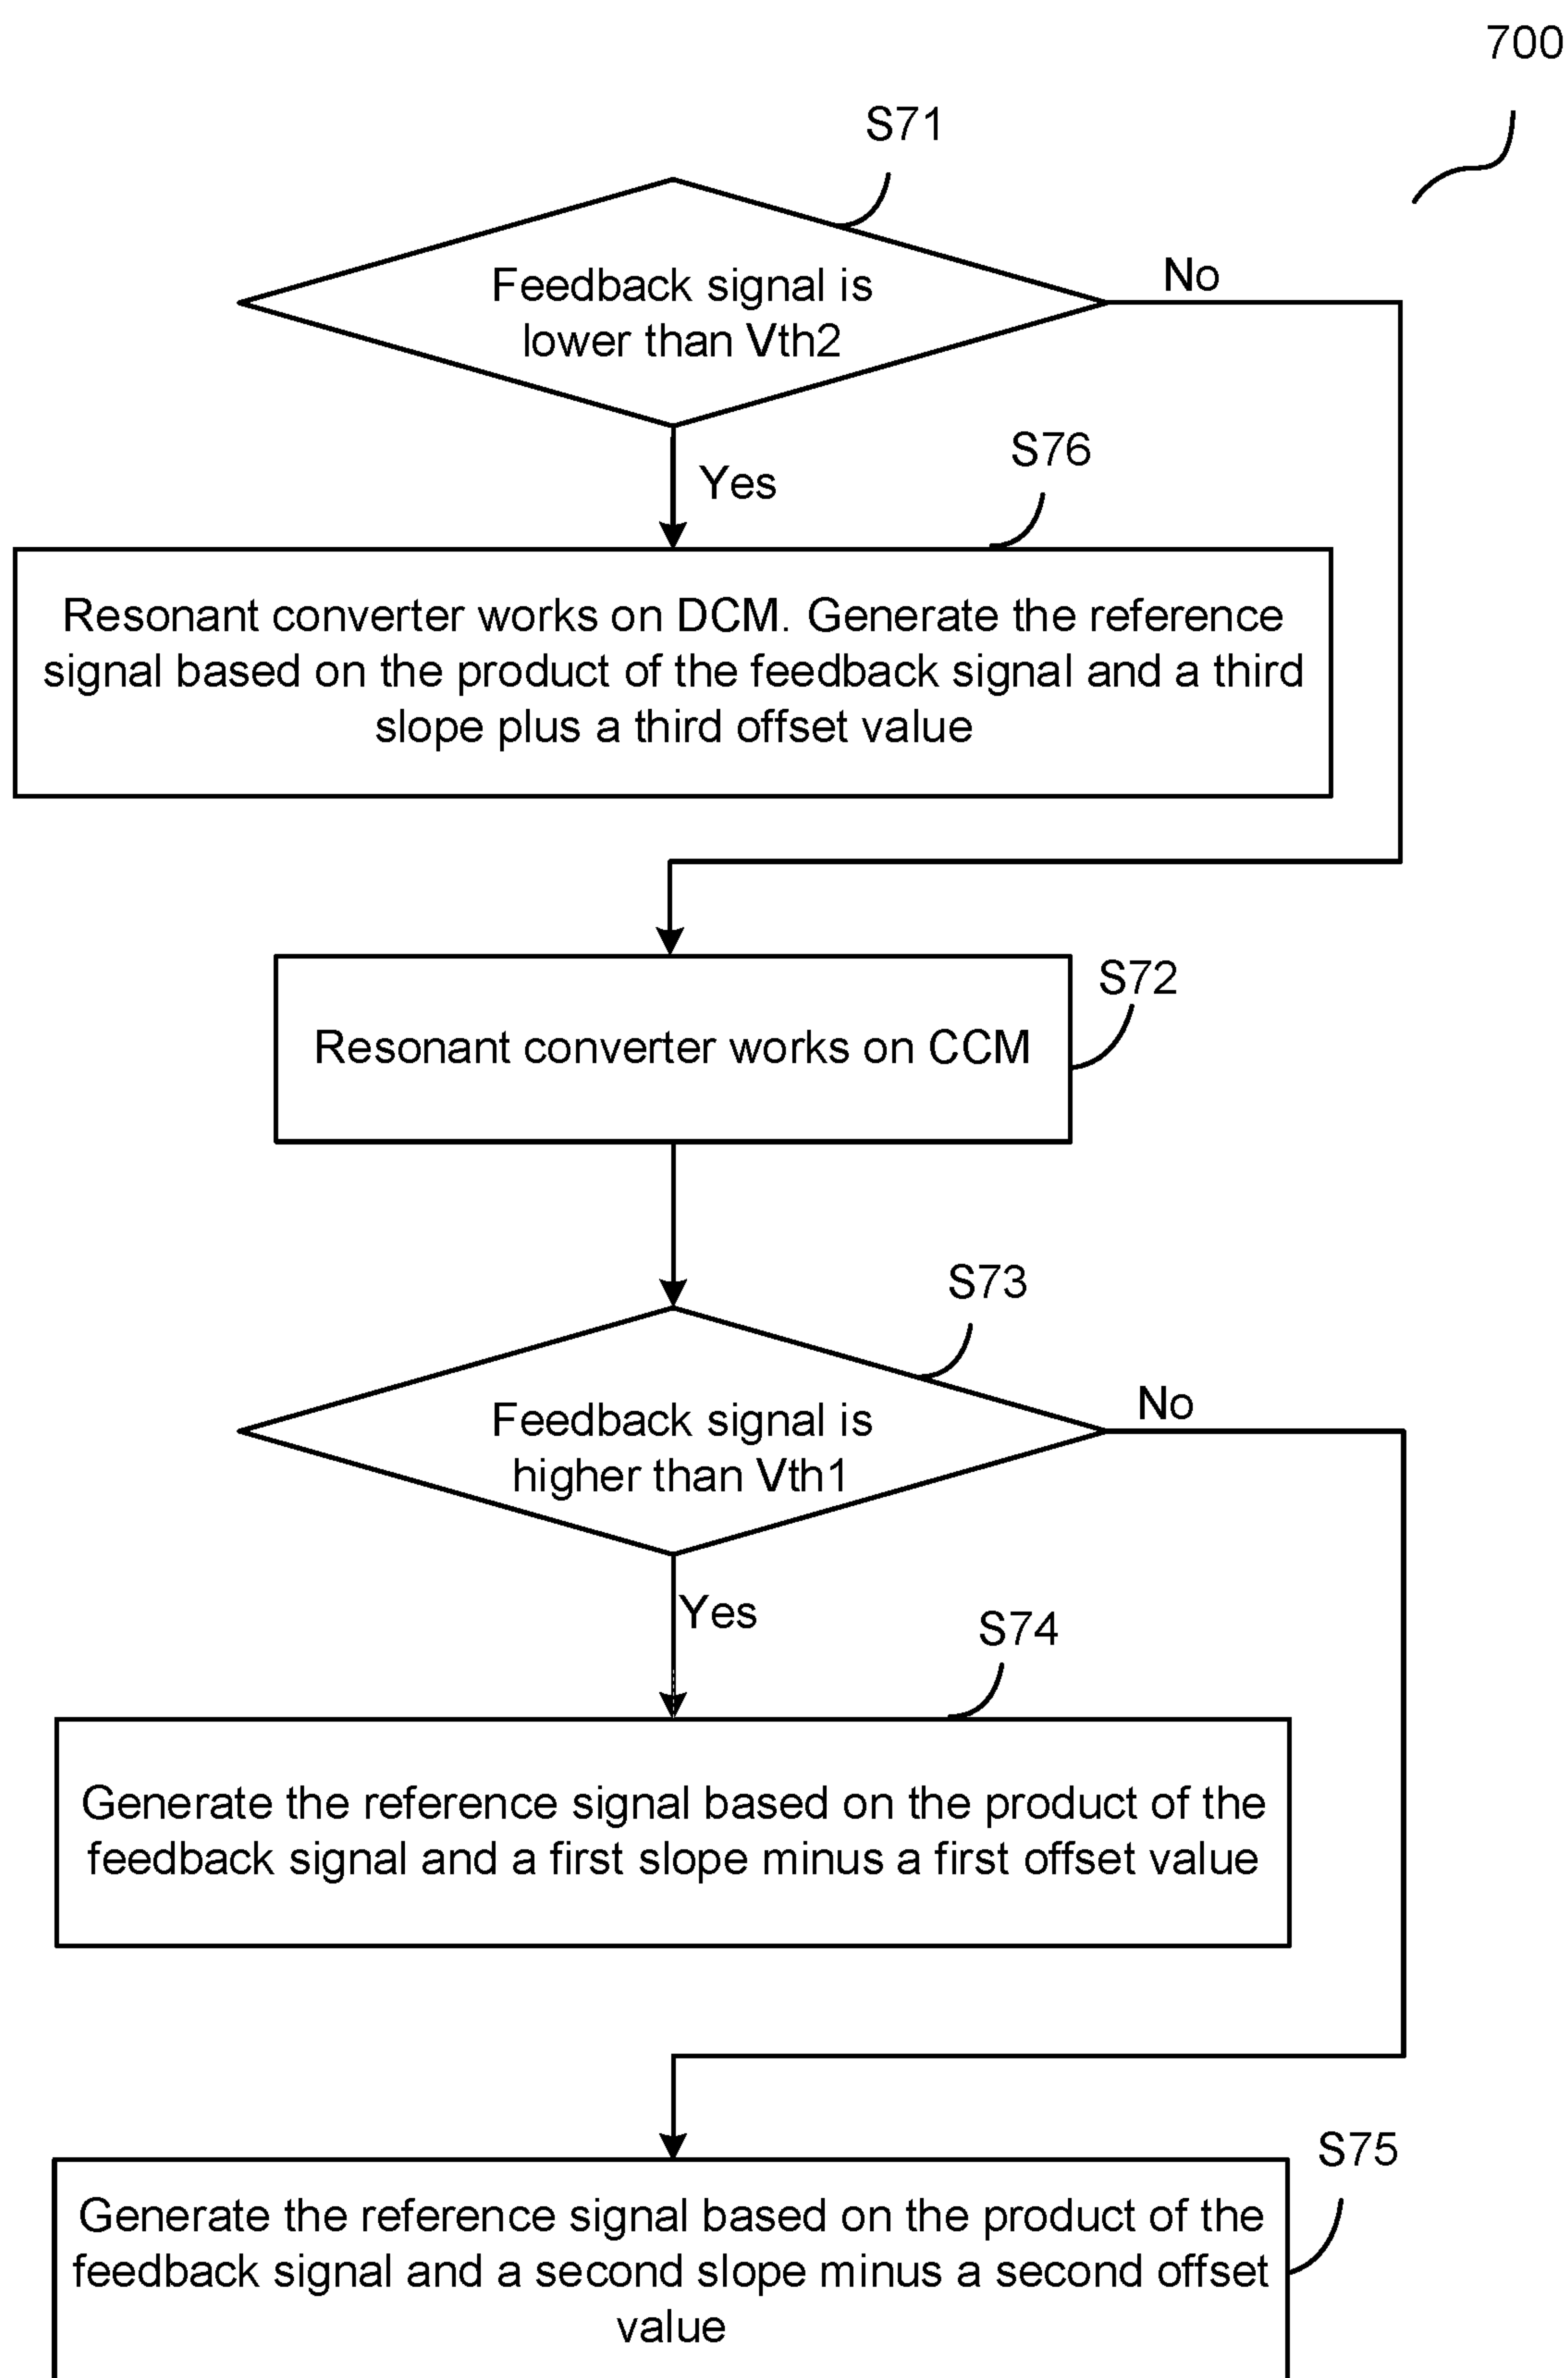 700
S71
Feedback signal is
lower than Vth2
No
Yes
S76
Resonant converter works on DCM. Generate the reference
signal based on the product of the feedback signal and a third
slope plus a third offset value
S72
Resonant converter works on CCM
S73
Feedback signal is
higher than Vth1
No
Yes
S74
Generate the reference signal based on the product of the
feedback signal and a first slope minus a first offset value
S75
Generate the reference signal based on the product of the
feedback signal and a second slope minus a second offset
value